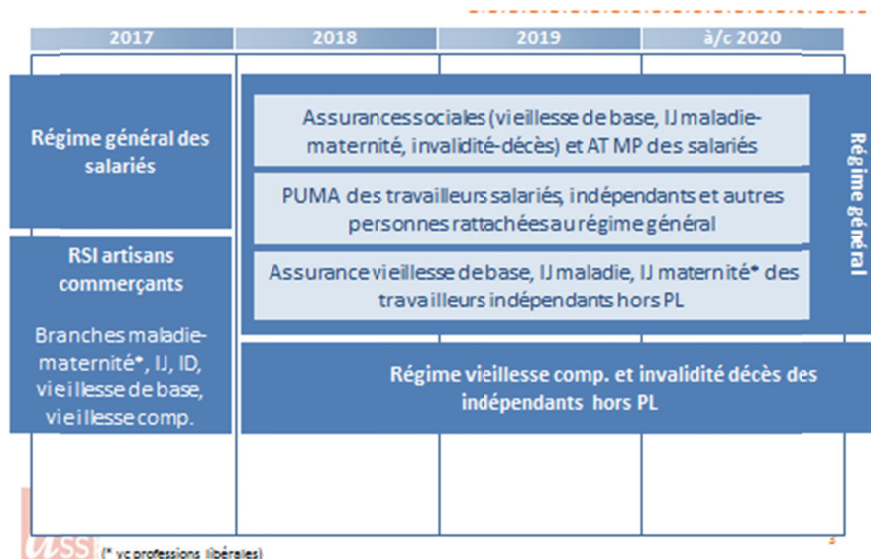 2017 2018 2019 à/c 2020
Régime général des
salariés
Assurances sociales (vieillesse de base, IJ maladie-
maternité, invalidité-décès) et AT MP des salariés
PUMA des travailleurs salariés, indépendants et autres
personnes rattachées au régime général
Assurance vieillesse de base, IJ maladie, IJ maternité* des
travailleurs indépendants hors PL
Régime général
RSI artisans
commerçants
Branches maladie-
maternité*, IJ, ID,
vieillesse de base,
vieillesse comp.
Régime vieillesse comp. et invalidité décès des
indépendants hors PL
3
uss
(* yc professions libérales)